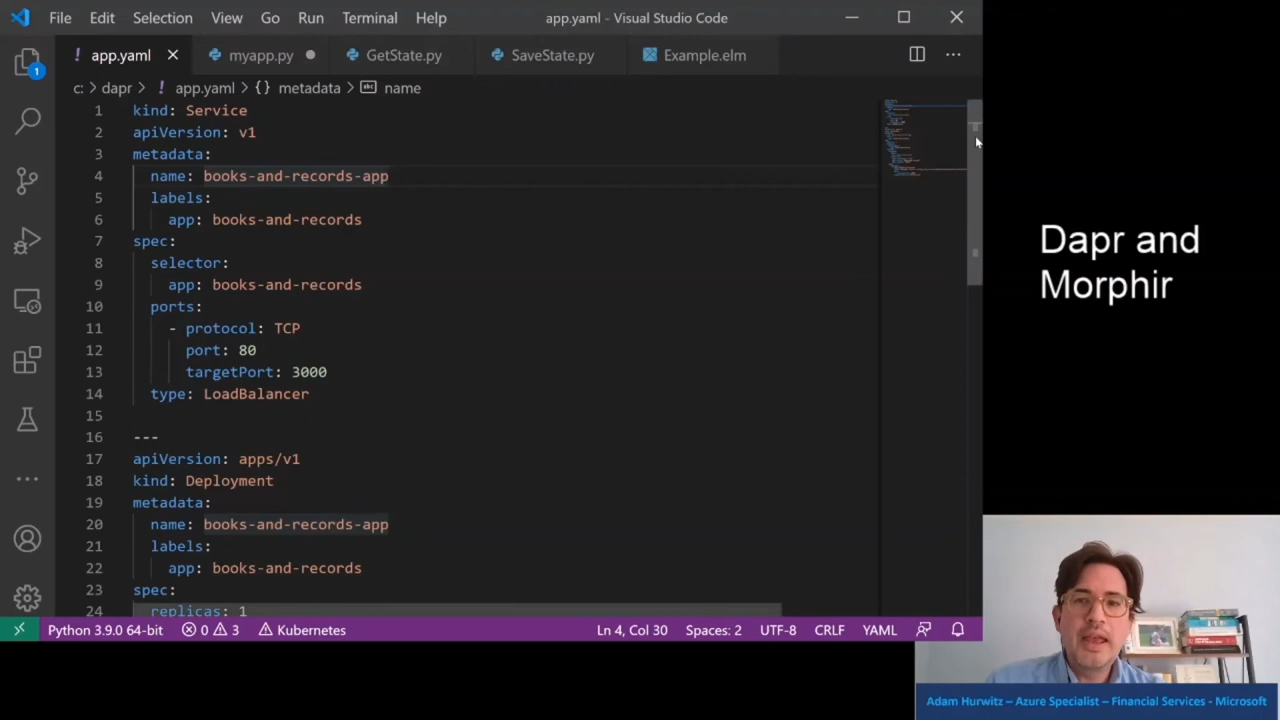 File Edit Selection View Go Run Terminal Help app.yaml - Visual Studio Code
! app.yaml myapp.py GetState.py SaveState.py Example.elm
1
c: > dapr > ! app.yaml > {} metadata > abc name
1 kind: Service
2 apiVersion: v1
3 metadata:
4 name: books-and-records-app
5 labels:
6 app: books-and-records
7 spec:
8 selector:
9 app: books-and-records
10 ports:
11 - protocol: TCP
12 port: 80
13 targetPort: 3000
14 type: LoadBalancer
15
16 ---
17 apiVersion: apps/v1
18 kind: Deployment
19 metadata:
20 name: books-and-records-app
21 labels:
22 app: books-and-records
23 spec:
24 replicas: 1
Python 3.9.0 64-bit 0 3 Kubernetes Ln 4, Col 30 Spaces: 2 UTF-8 CRLF YAML
Dapr and
Morphir
Adam Hurwitz – Azure Specialist – Financial Services - Microsoft